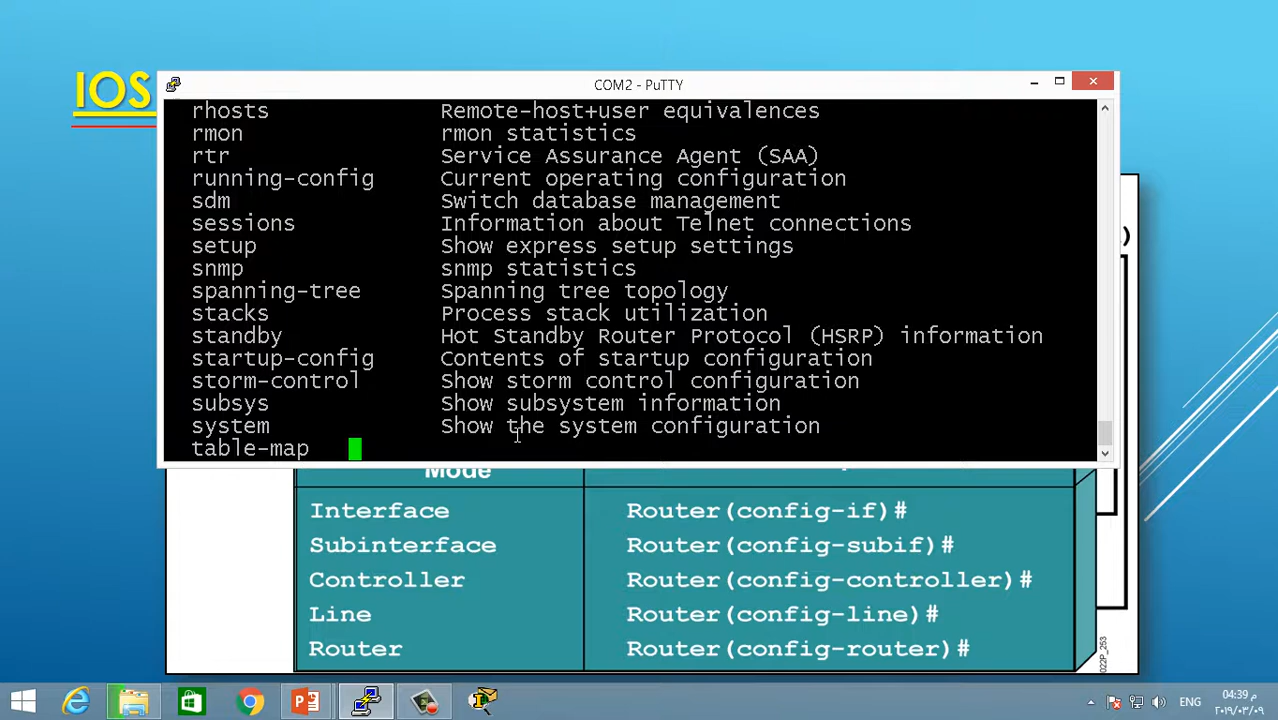 IOS
COM2 - PuTTY
rhosts Remote-host+user equivalences
rmon rmon statistics
rtr Service Assurance Agent (SAA)
running-config Current operating configuration
sdm Switch database management
sessions Information about Telnet connections
setup Show express setup settings
snmp snmp statistics
spanning-tree Spanning tree topology
stacks Process stack utilization
standby Hot Standby Router Protocol (HSRP) information
startup-config Contents of startup configuration
storm-control Show storm control configuration
subsys Show subsystem information
system Show the system configuration
table-map
)
Mode
Interface Router(config-if)#
Subinterface Router(config-subif)#
Controller Router(config-controller)#
Line Router(config-line)#
Router Router(config-router)#
022P_253
ENG
04:39 م
٢٠١٩/٠٣/٠٩